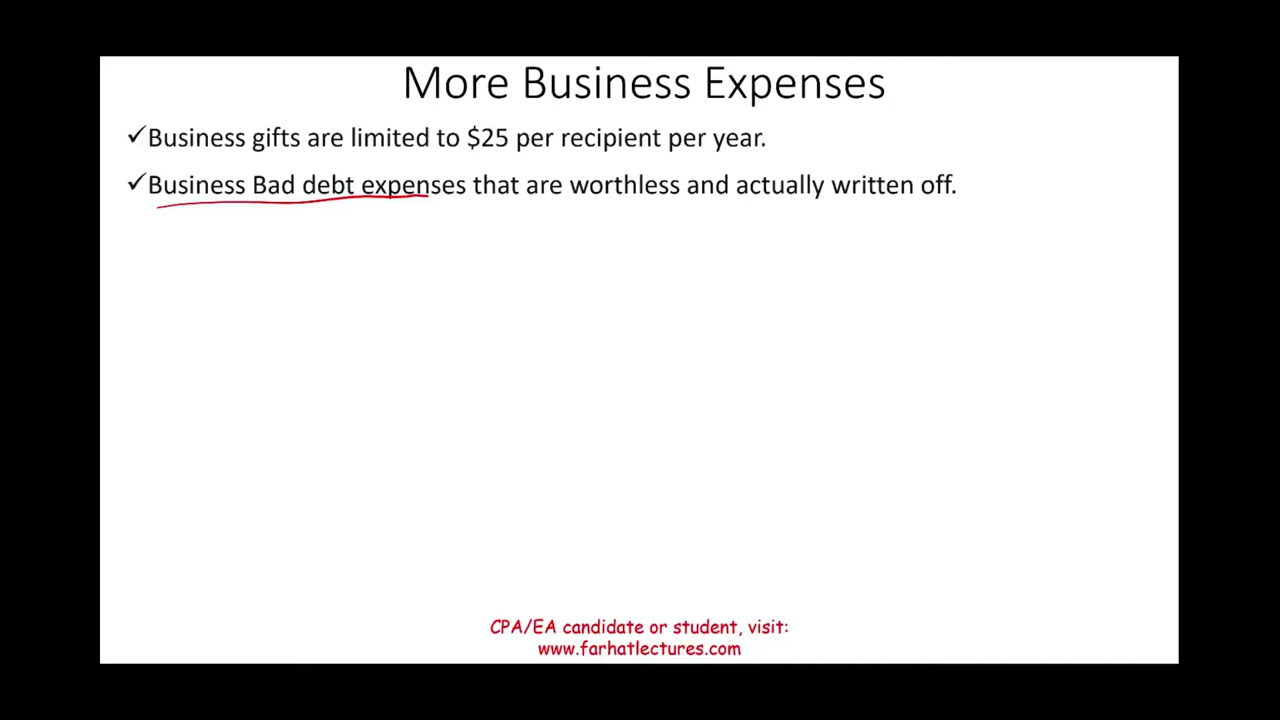 More Business Expenses
✓Business gifts are limited to $25 per recipient per year.
✓Business Bad debt expenses that are worthless and actually written off.
CPA/EA candidate or student, visit:
www.farhatlectures.com